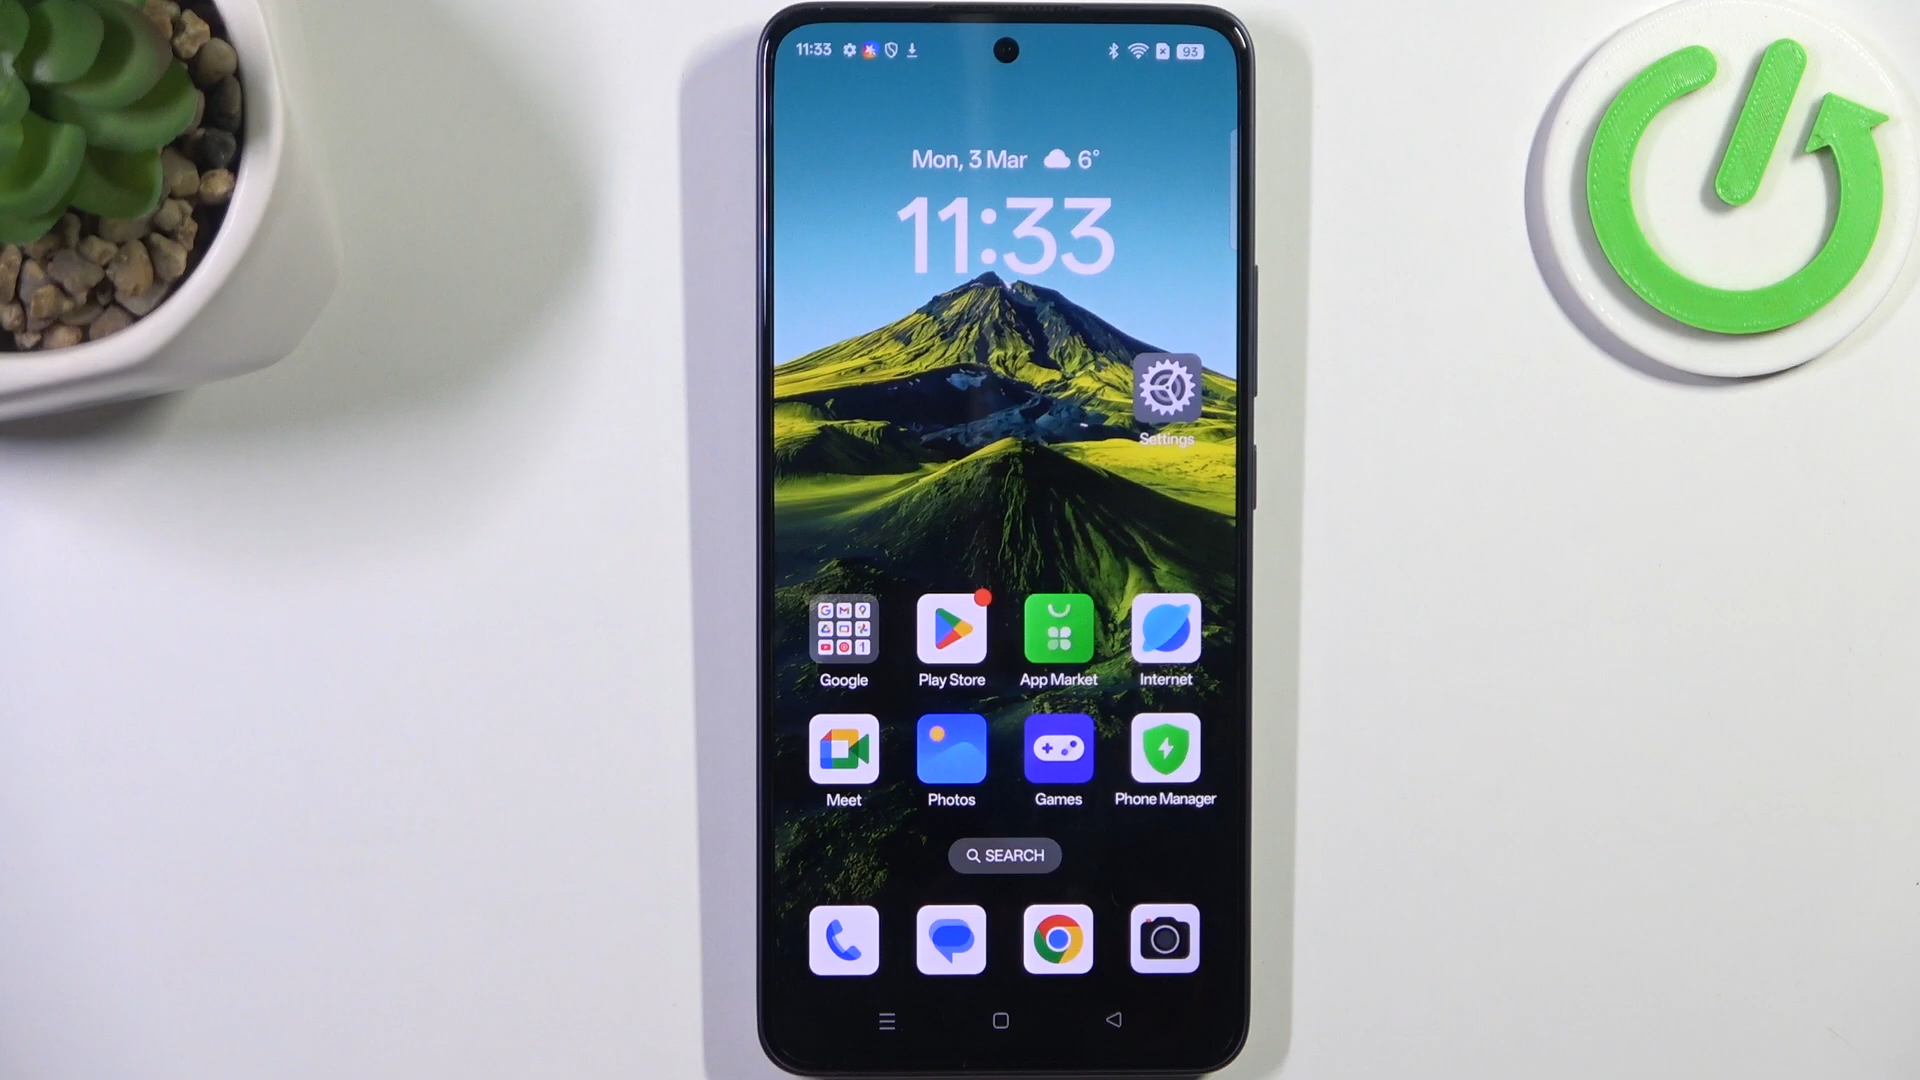 11:33
93
Mon, 3 Mar 6°
11:33
Settings
Google Play Store App Market Internet
Meet Photos Games Phone Manager
SEARCH